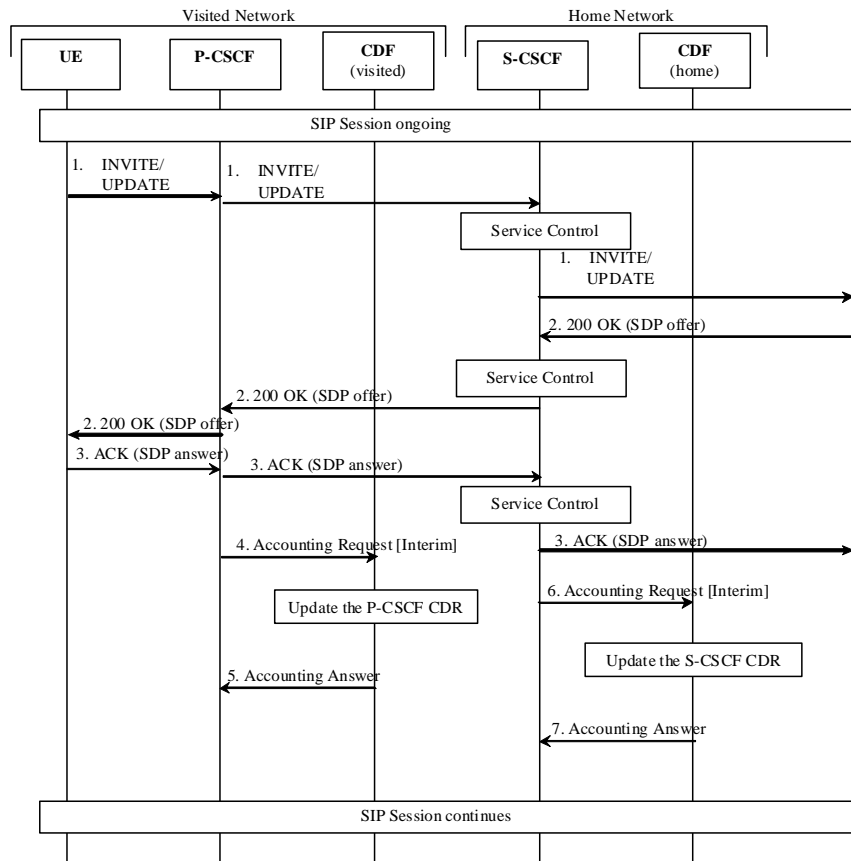 Visited Network
Home Network
UE
P-CSCF
CDF
(visited)
S-CSCF
CDF
(home)
SIP Session ongoing
1. INVITE/
UPDATE
1. INVITE/
UPDATE
Service Control
1. INVITE/
UPDATE
2. 200 OK (SDP offer)
Service Control
2. 200 OK (SDP offer)
2. 200 OK (SDP offer)
3. ACK (SDP answer)
3. ACK (SDP answer)
Service Control
4. Accounting Request [Interim]
3. ACK (SDP answer)
6. Accounting Request [Interim]
Update the P-CSCF CDR
Update the S-CSCF CDR
5. Accounting Answer
7. Accounting Answer
SIP Session continues